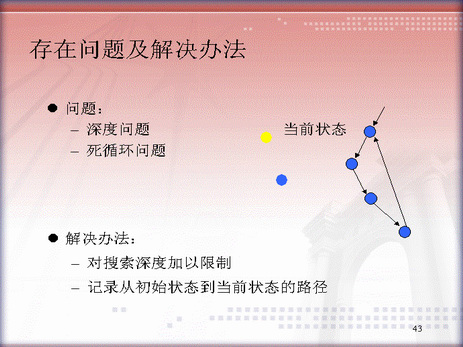 存在问题及解决办法
● 问题：
– 深度问题
– 死循环问题
当前状态
● 解决办法：
– 对搜索深度加以限制
– 记录从初始状态到当前状态的路径
43